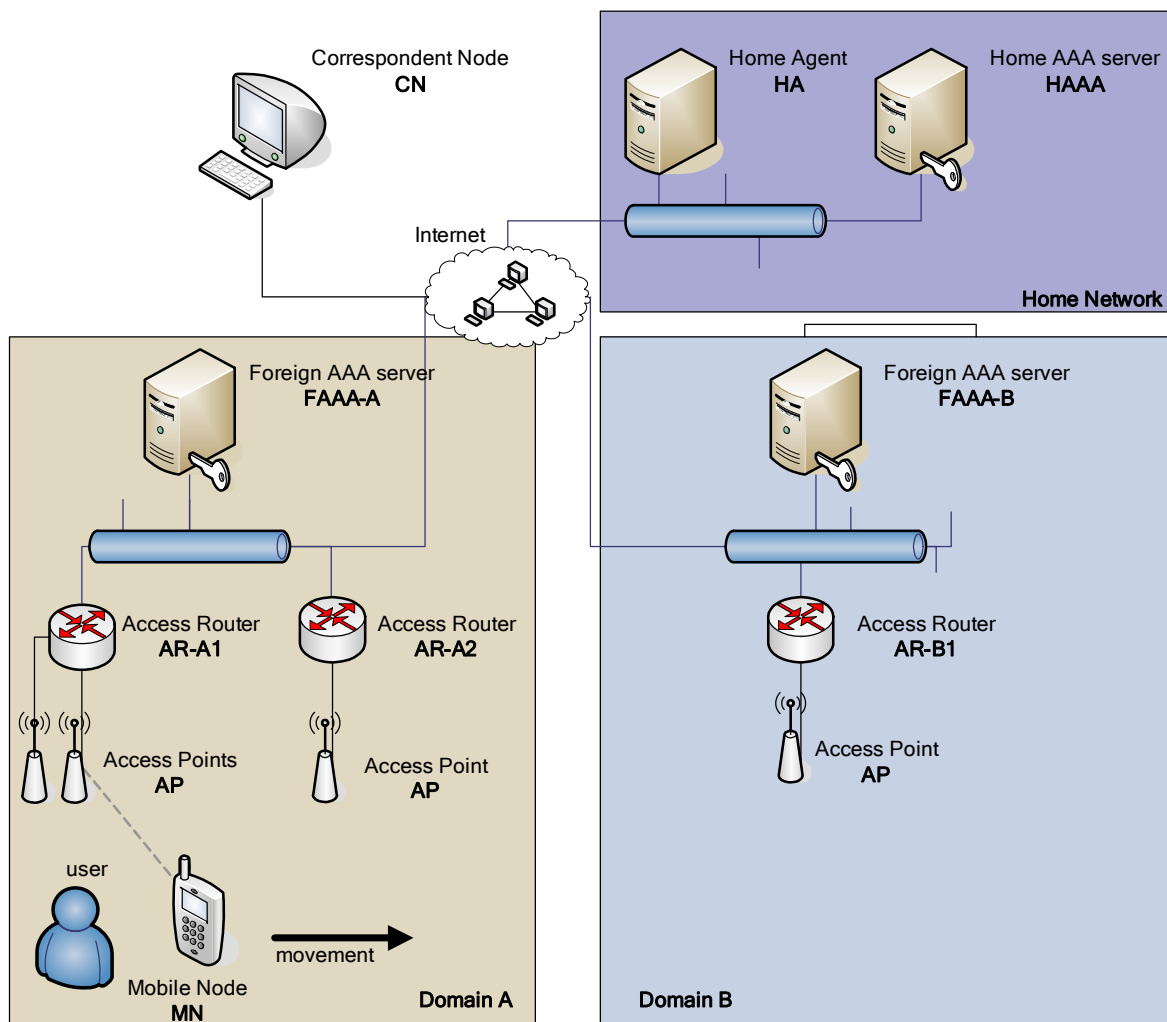 Correspondent Node
CN
Home Agent
HA
Home AAA server
HAAA
Internet
Home Network
Foreign AAA server
FAAA-A
Foreign AAA server
FAAA-B
Access Router
AR-A1
Access Router
AR-A2
Access Router
AR-B1
Access Points
AP
Access Point
AP
Access Point
AP
user
movement
Mobile Node
MN
Domain A
Domain B